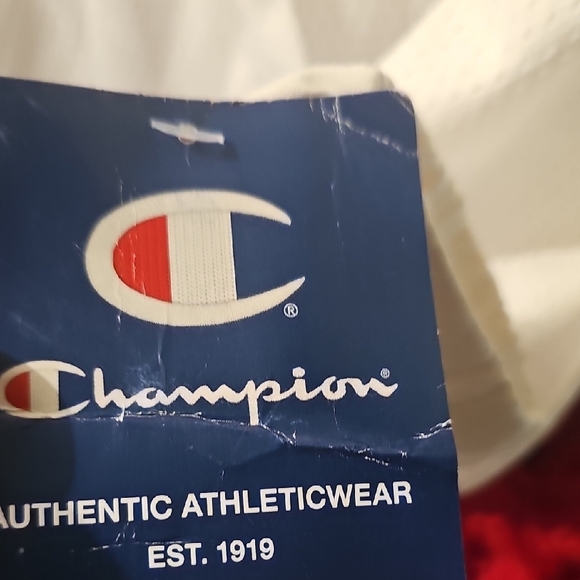 ®
Champion®
AUTHENTIC ATHLETICWEAR
EST. 1919